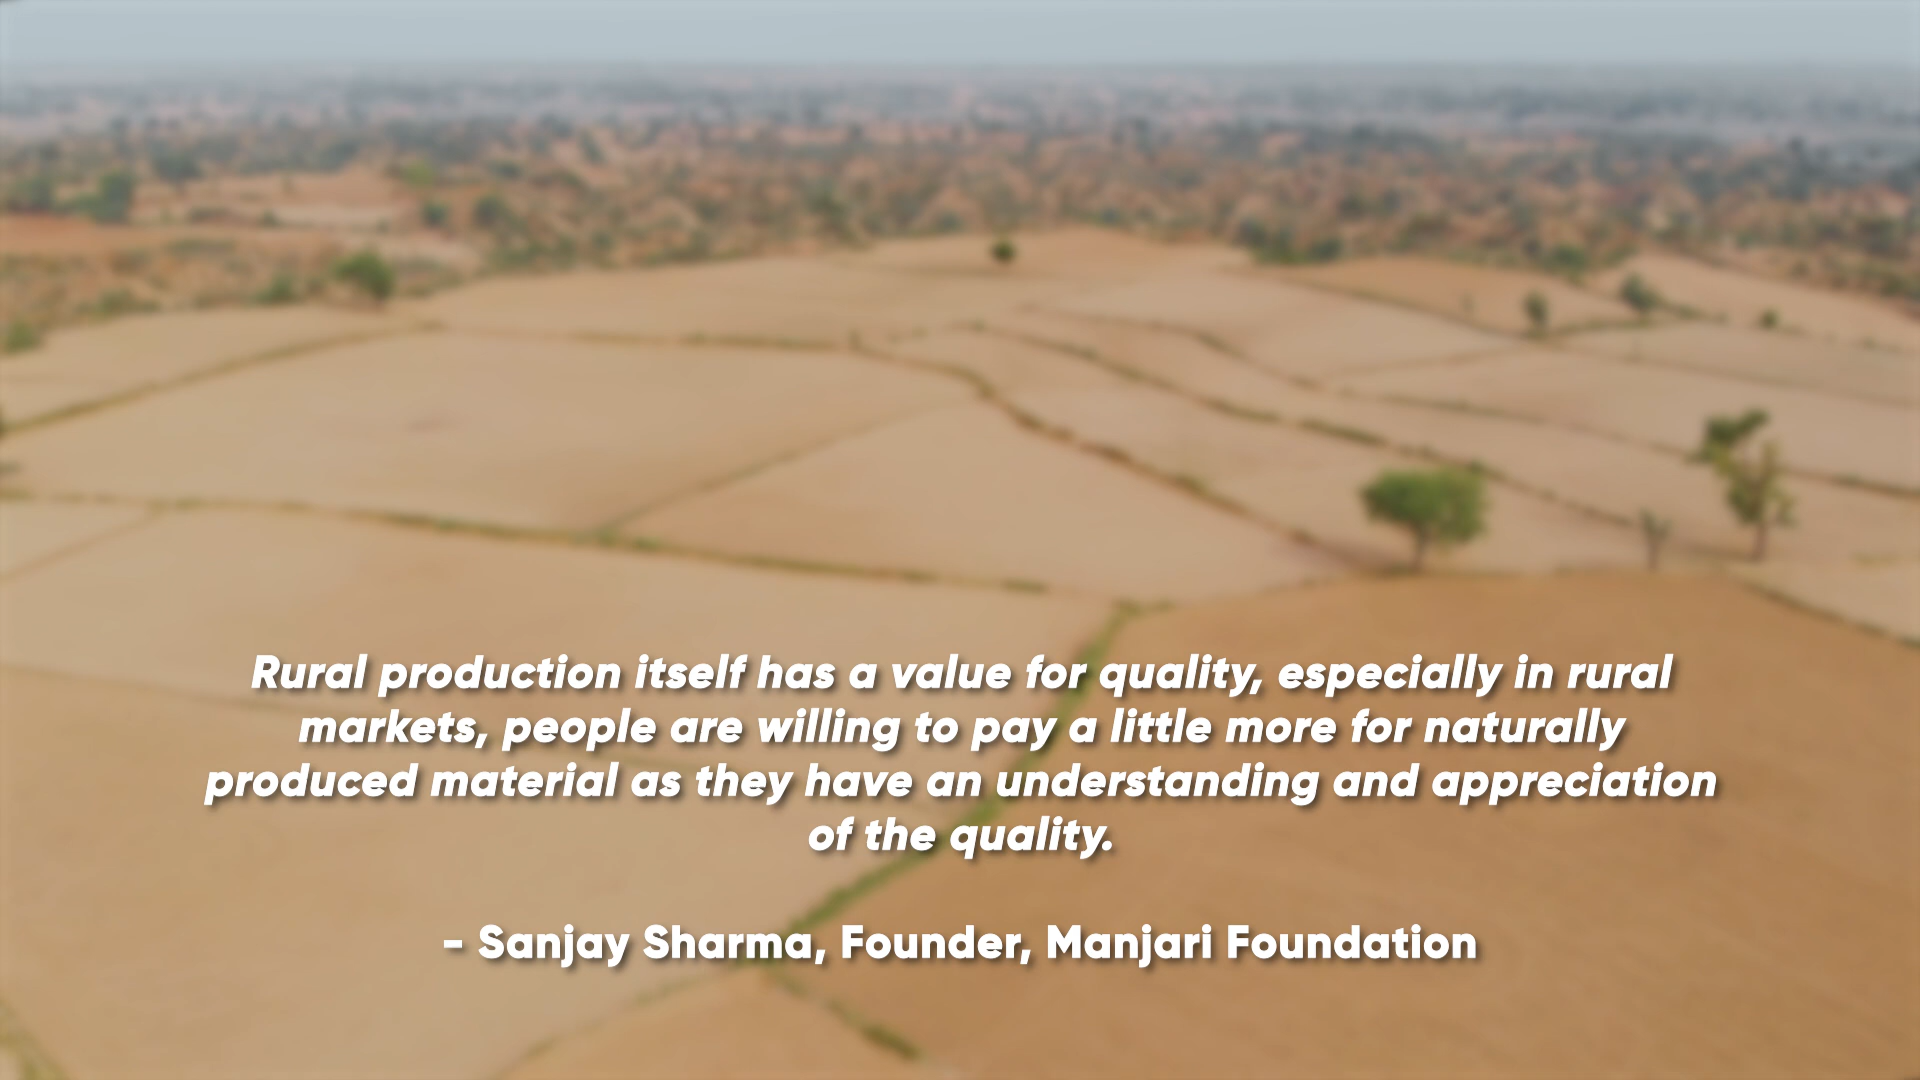 Rural production itself has a value for quality, especially in rural
markets, people are willing to pay a little more for naturally
produced material as they have an understanding and appreciation
of the quality.
- Sanjay Sharma, Founder, Manjari Foundation